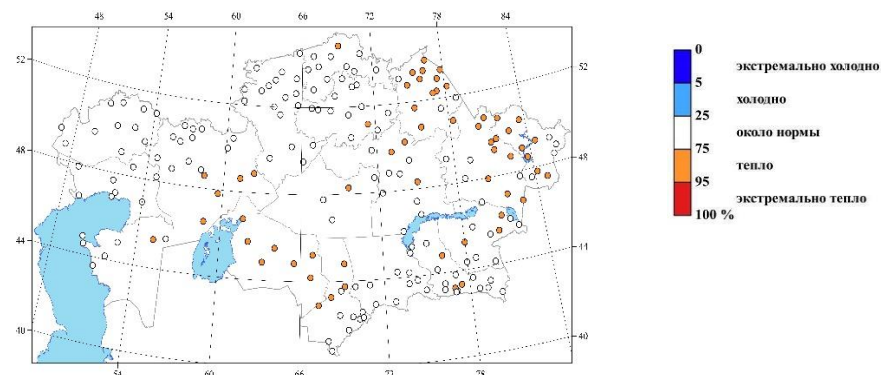 48 54 60 66 72 78 84
52 52
48 48
44 44
40 40
54 60 66 72 78
0
экстремально холодно
5
холодно
25
около нормы
75
тепло
95
экстремально тепло
100 %